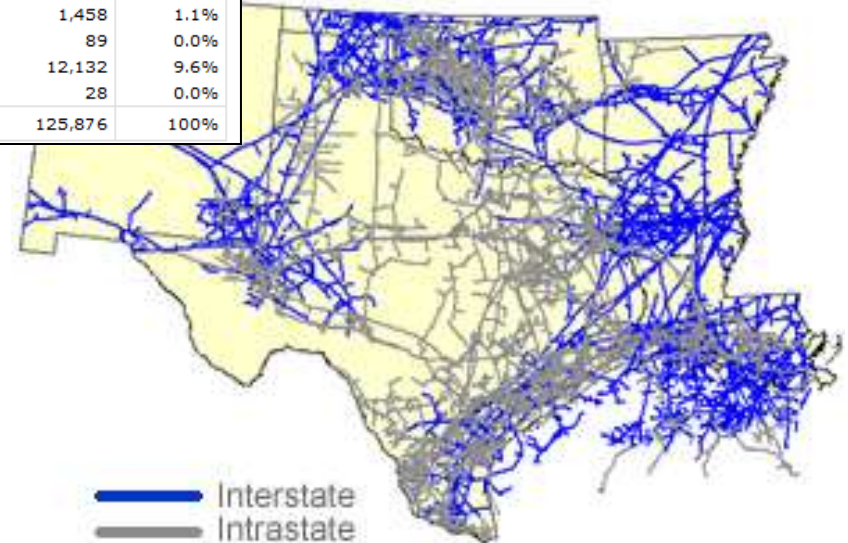 1,458 1.1%
89 0.0%
12,132 9.6%
28 0.0%
125,876 100%
Interstate
Intrastate